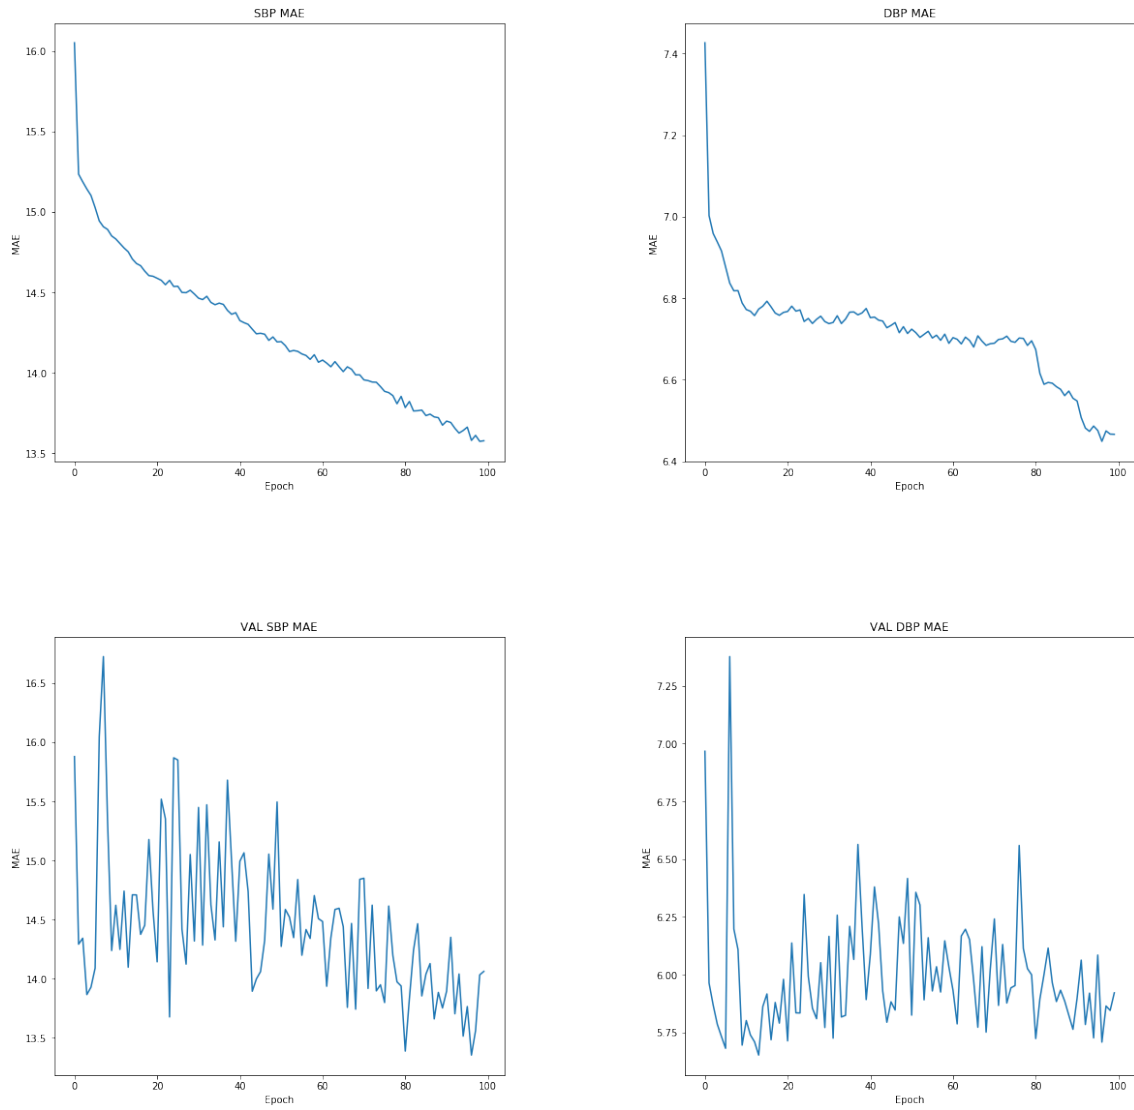 SBP MAE
16.0
15.5
15.0
14.5
14.0
13.5
MAE
0 20 40 60 80 100
Epoch
DBP MAE
7.4
7.2
7.0
6.8
6.6
6.4
MAE
0 20 40 60 80 100
Epoch
VAL SBP MAE
16.5
16.0
15.5
15.0
14.5
14.0
13.5
MAE
0 20 40 60 80 100
Epoch
VAL DBP MAE
7.25
7.00
6.75
6.50
6.25
6.00
5.75
MAE
0 20 40 60 80 100
Epoch